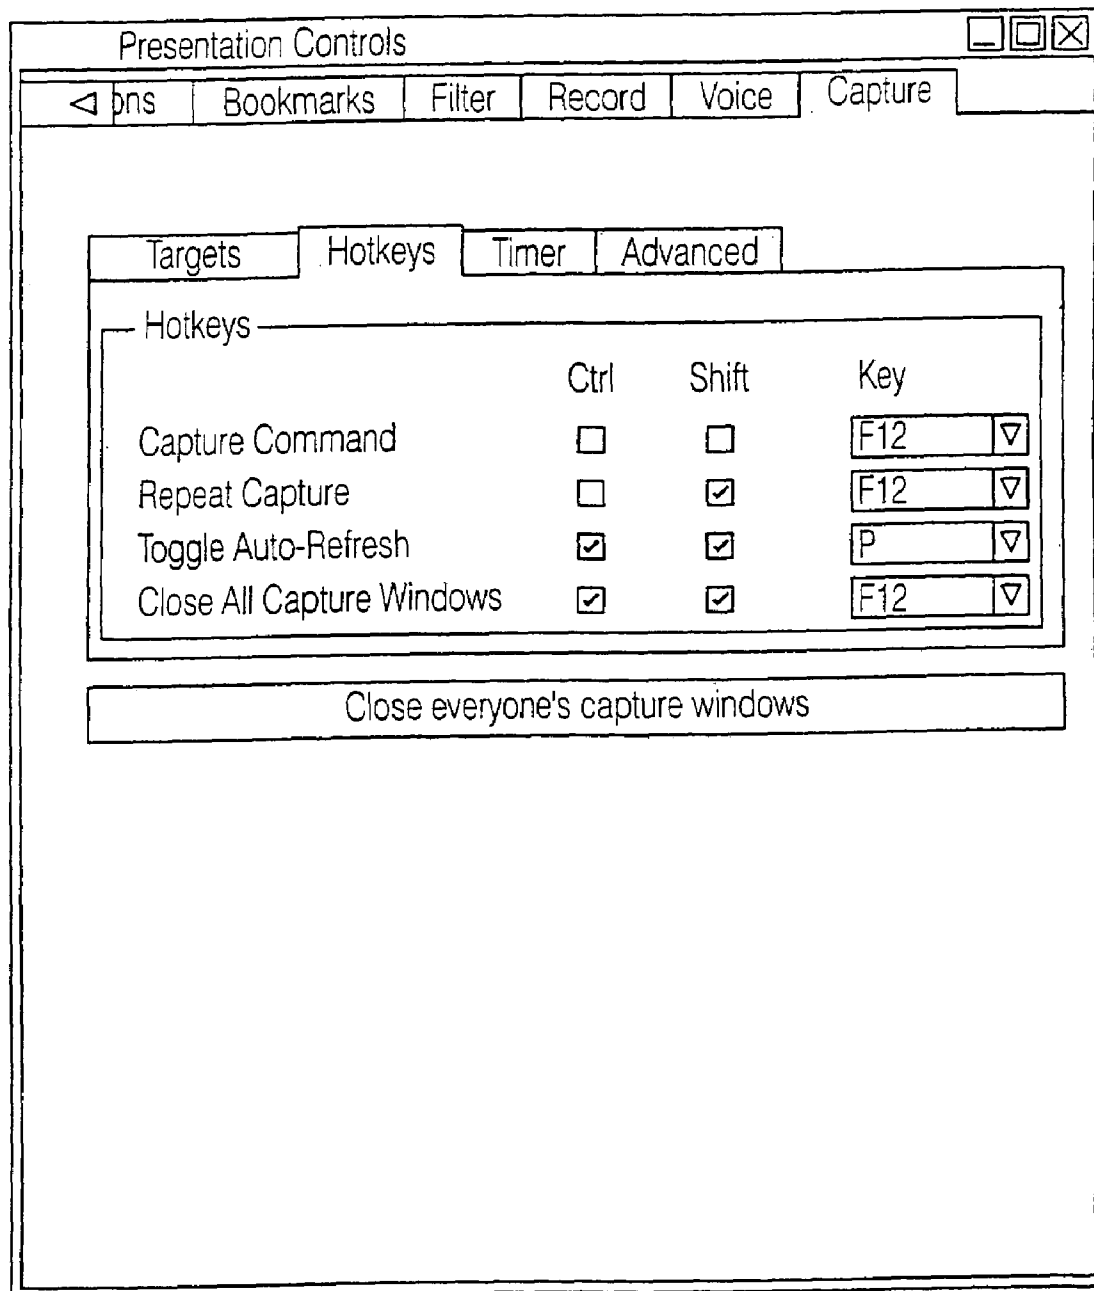 Presentation Controls
ons Bookmarks Filter Record Voice Capture
Targets Hotkeys Timer Advanced
Hotkeys
Ctrl Shift Key
Capture Command F12
Repeat Capture F12
Toggle Auto-Refresh P
Close All Capture Windows F12
Close everyone's capture windows